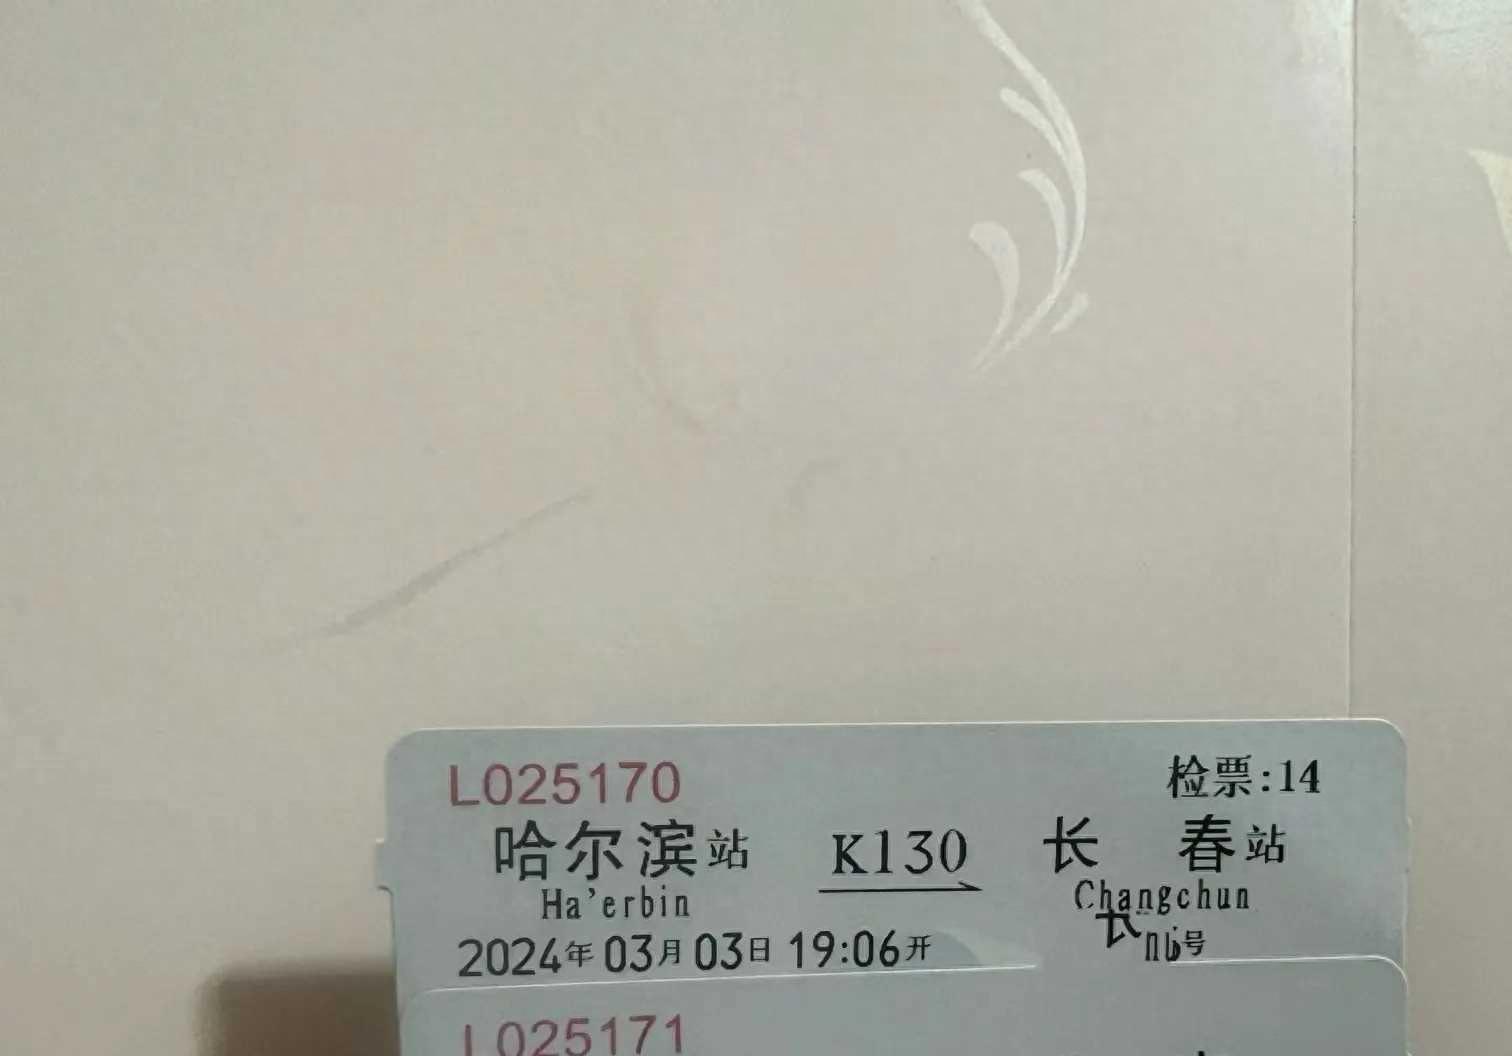 L025170 检票:14
哈尔滨站 K130 长 春站
Ha'erbin Changchun
2024年03月03日 19:06开 号
L025171